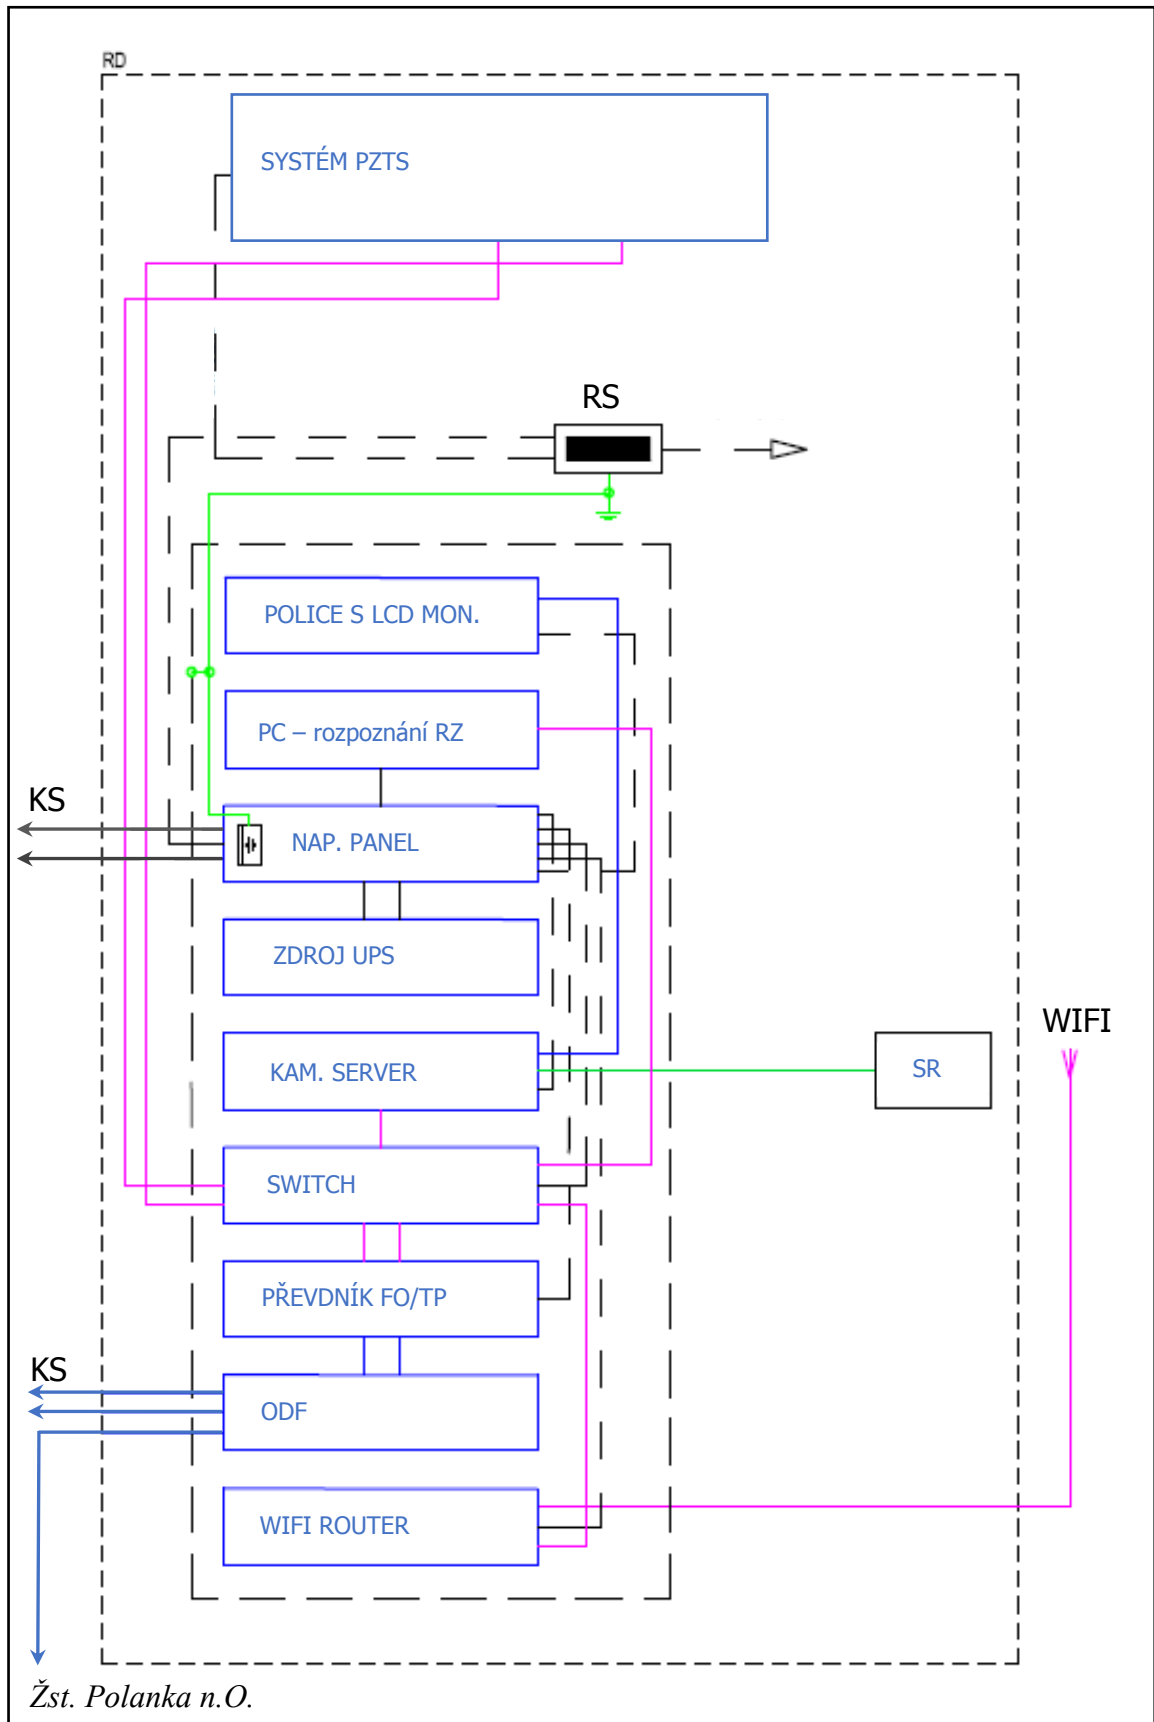 RD
SYSTÉM PZTS
RS
POLICE S LCD MON.
PC – rozpoznání RZ
KS
NAP. PANEL
ZDROJ UPS
WIFI
KAM. SERVER
SR
SWITCH
PŘEVDNÍK FO/TP
KS
ODF
WIFI ROUTER
Žst. Polanka n.O.